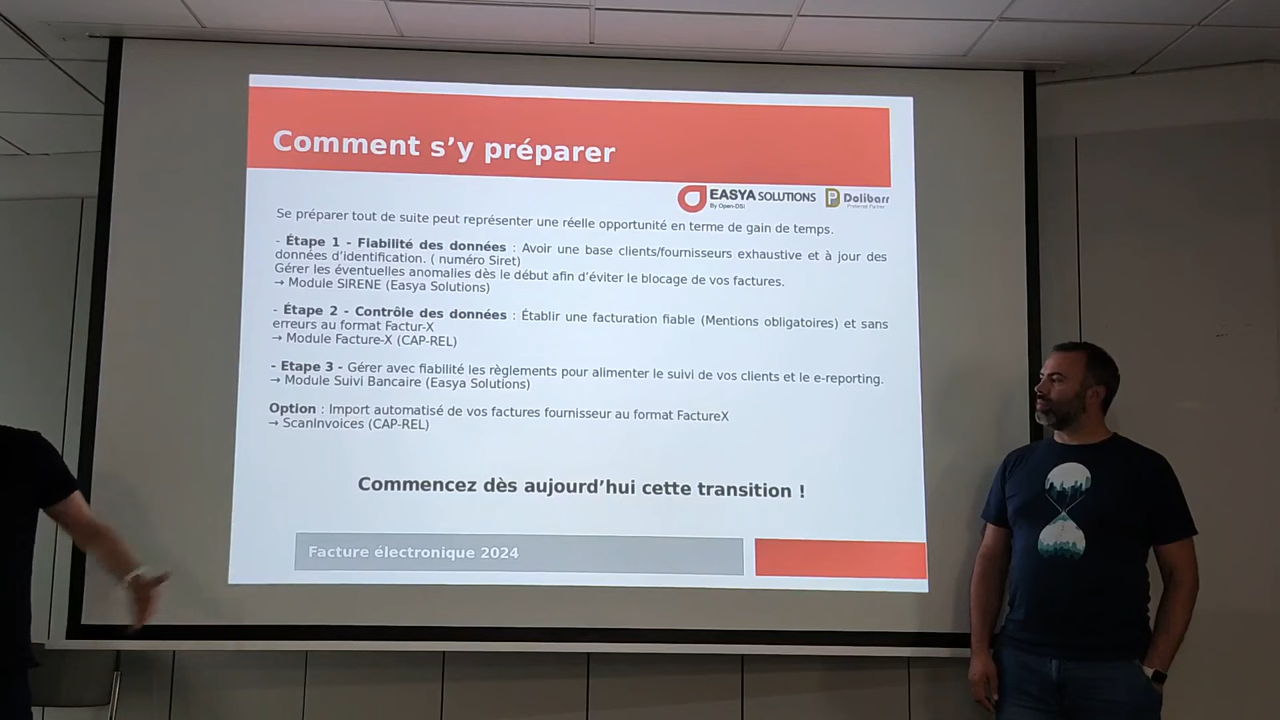 Comment s’y préparer
EASYA SOLUTIONS
By Open-DSI
Dolibarr
Preferred Partner
Se préparer tout de suite peut représenter une réelle opportunité en terme de gain de temps.
- Étape 1 - Fiabilité des données : Avoir une base clients/fournisseurs exhaustive et à jour des
données d’identification. ( numéro Siret)
Gérer les éventuelles anomalies dès le début afin d’éviter le blocage de vos factures.
→ Module SIRENE (Easya Solutions)
- Étape 2 - Contrôle des données : Établir une facturation fiable (Mentions obligatoires) et sans
erreurs au format Factur-X
→ Module Facture-X (CAP-REL)
- Etape 3 - Gérer avec fiabilité les règlements pour alimenter le suivi de vos clients et le e-reporting.
→ Module Suivi Bancaire (Easya Solutions)
Option : Import automatisé de vos factures fournisseur au format FactureX
→ ScanInvoices (CAP-REL)
Commencez dès aujourd’hui cette transition !
Facture électronique 2024